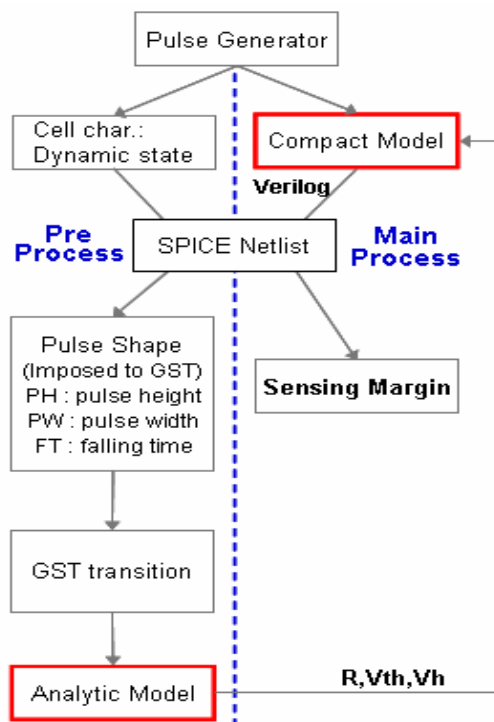 Pulse Generator
Cell char.:
Dynamic state
Compact Model
Verilog
Pre
Process
SPICE Netlist
Main
Process
Pulse Shape
(Imposed to GST)
PH : pulse height
PW : pulse width
FT : falling time
Sensing Margin
GST transition
Analytic Model
R,Vth,Vh